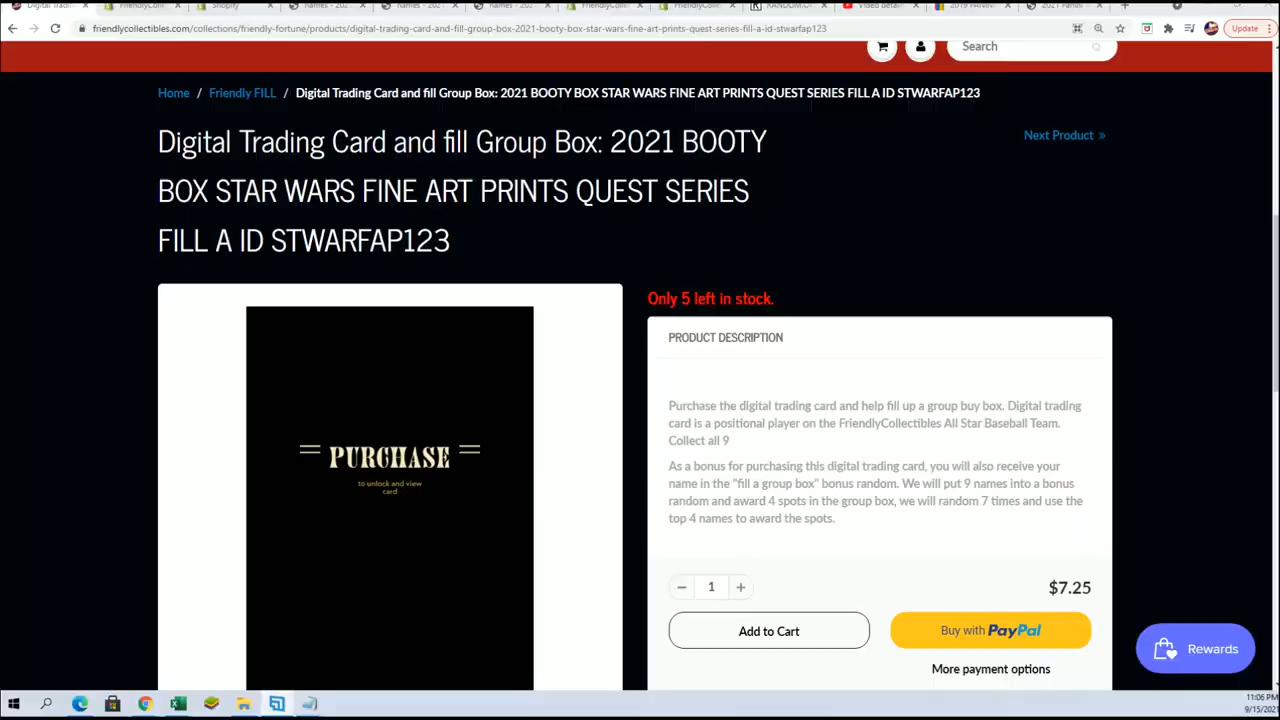 friendlycollectibles.com/collections/friendly-fortune/products/digital-trading-card-and-fill-group-box-2021-booty-box-star-wars-fine-art-prints-quest-series-fill-a-id-stwarfap123
Update
Search
Home / Friendly FILL / Digital Trading Card and fill Group Box: 2021 BOOTY BOX STAR WARS FINE ART PRINTS QUEST SERIES FILL A ID STWARFAP123
Next Product »
Digital Trading Card and fill Group Box: 2021 BOOTY
BOX STAR WARS FINE ART PRINTS QUEST SERIES
FILL A ID STWARFAP123
Only 5 left in stock.
PRODUCT DESCRIPTION
Purchase the digital trading card and help fill up a group buy box. Digital trading
card is a positional player on the FriendlyCollectibles All Star Baseball Team.
Collect all 9
As a bonus for purchasing this digital trading card, you will also receive your
name in the "fill a group box" bonus random. We will put 9 names into a bonus
random and award 4 spots in the group box, we will random 7 times and use the
top 4 names to award the spots.
PURCHASE
to unlock and view
card
− 1 +
$7.25
Add to Cart
Buy with PayPal
More payment options
Rewards
11:06 PM